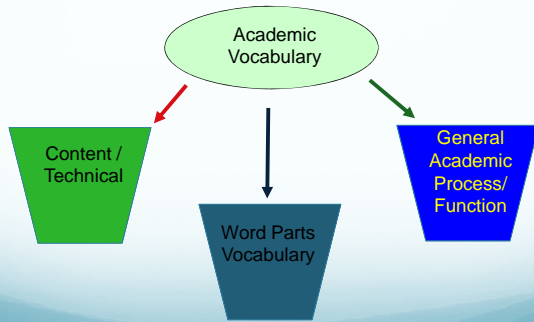 Academic
Vocabulary
Content /
Technical
Word Parts
Vocabulary
General
Academic
Process/
Function